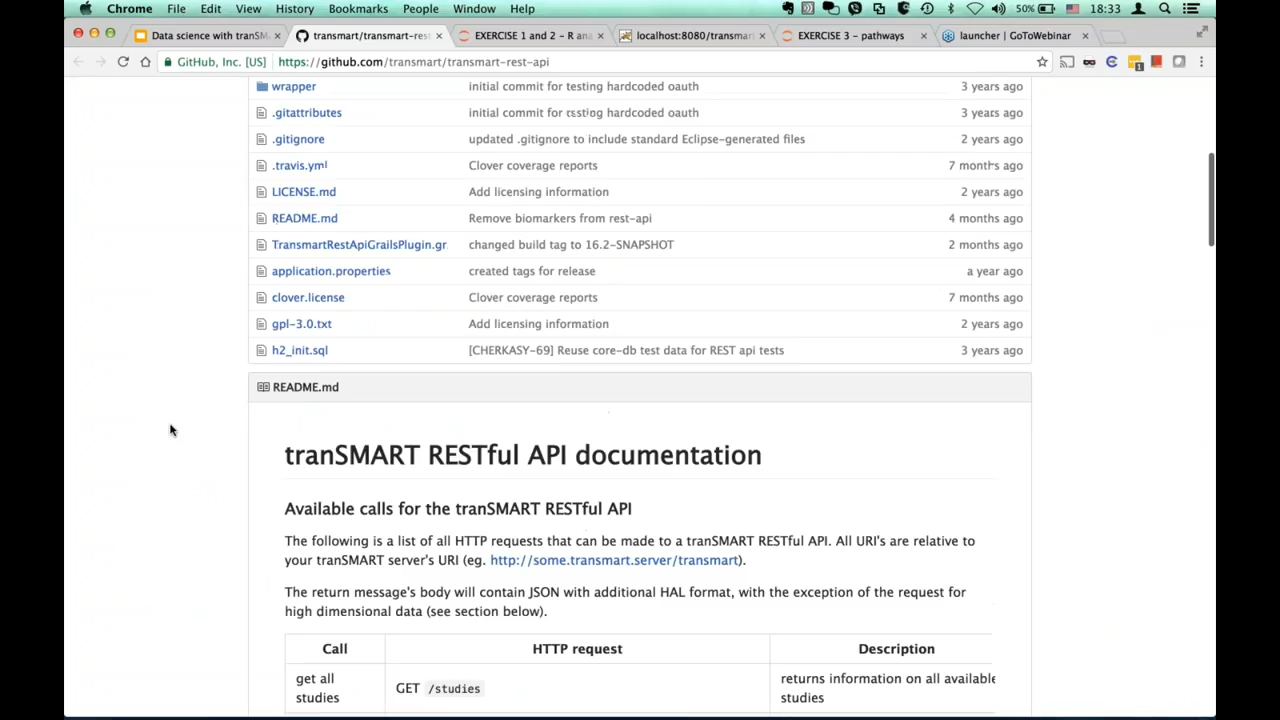 Chrome File Edit View History Bookmarks People Window Help 50% 18:33
Data science with tranSM
transmart/transmart-res
EXERCISE 1 and 2 - R ana
localhost:8080/transmar
EXERCISE 3 - pathways
launcher | GoToWebinar
GitHub, Inc. [US] https://github.com/transmart/transmart-rest-api 1
wrapper initial commit for testing hardcoded oauth 3 years ago
.gitattributes initial commit for testing hardcoded oauth 3 years ago
.gitignore updated .gitignore to include standard Eclipse-generated files 2 years ago
.travis.yml Clover coverage reports 7 months ago
LICENSE.md Add licensing information 2 years ago
README.md Remove biomarkers from rest-api 4 months ago
TransmartRestApiGrailsPlugin.gr changed build tag to 16.2-SNAPSHOT 2 months ago
application.properties created tags for release a year ago
clover.license Clover coverage reports 7 months ago
gpl-3.0.txt Add licensing information 2 years ago
h2_init.sql [CHERKASY-69] Reuse core-db test data for REST api tests 3 years ago
README.md
tranSMART RESTful API documentation
Available calls for the tranSMART RESTful API
The following is a list of all HTTP requests that can be made to a tranSMART RESTful API. All URI's are relative to
your tranSMART server's URI (eg. http://some.transmart.server/transmart).
The return message's body will contain JSON with additional HAL format, with the exception of the request for
high dimensional data (see section below).
Call HTTP request Description
get all
studies
GET /studies
returns information on all available
studies